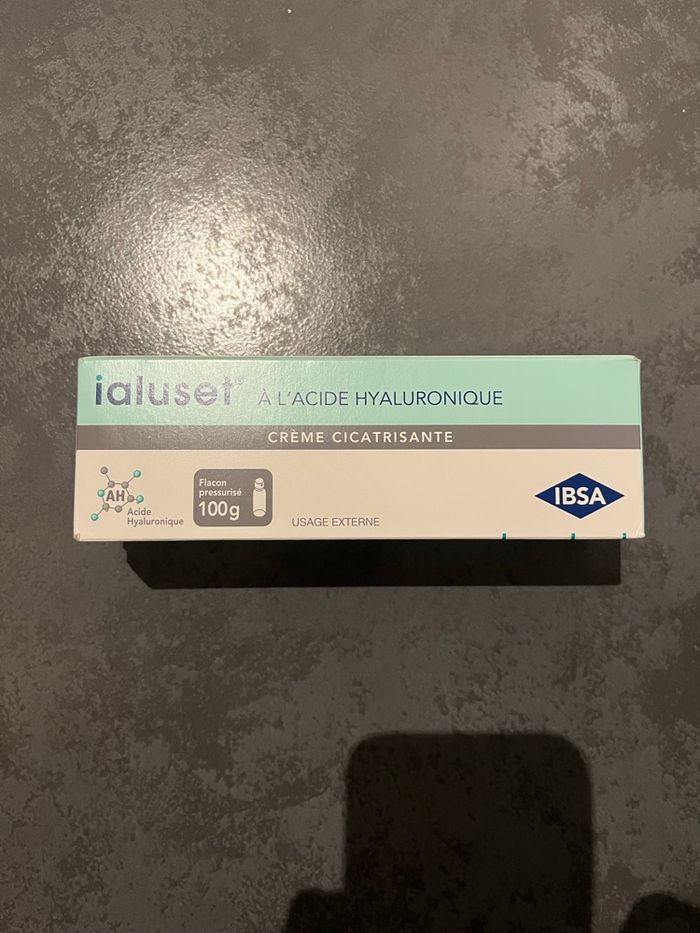 ialuset® À L'ACIDE HYALURONIQUE
CRÈME CICATRISANTE
AH
Acide
Hyaluronique
Flacon
pressurisé
100g
USAGE EXTERNE
IBSA